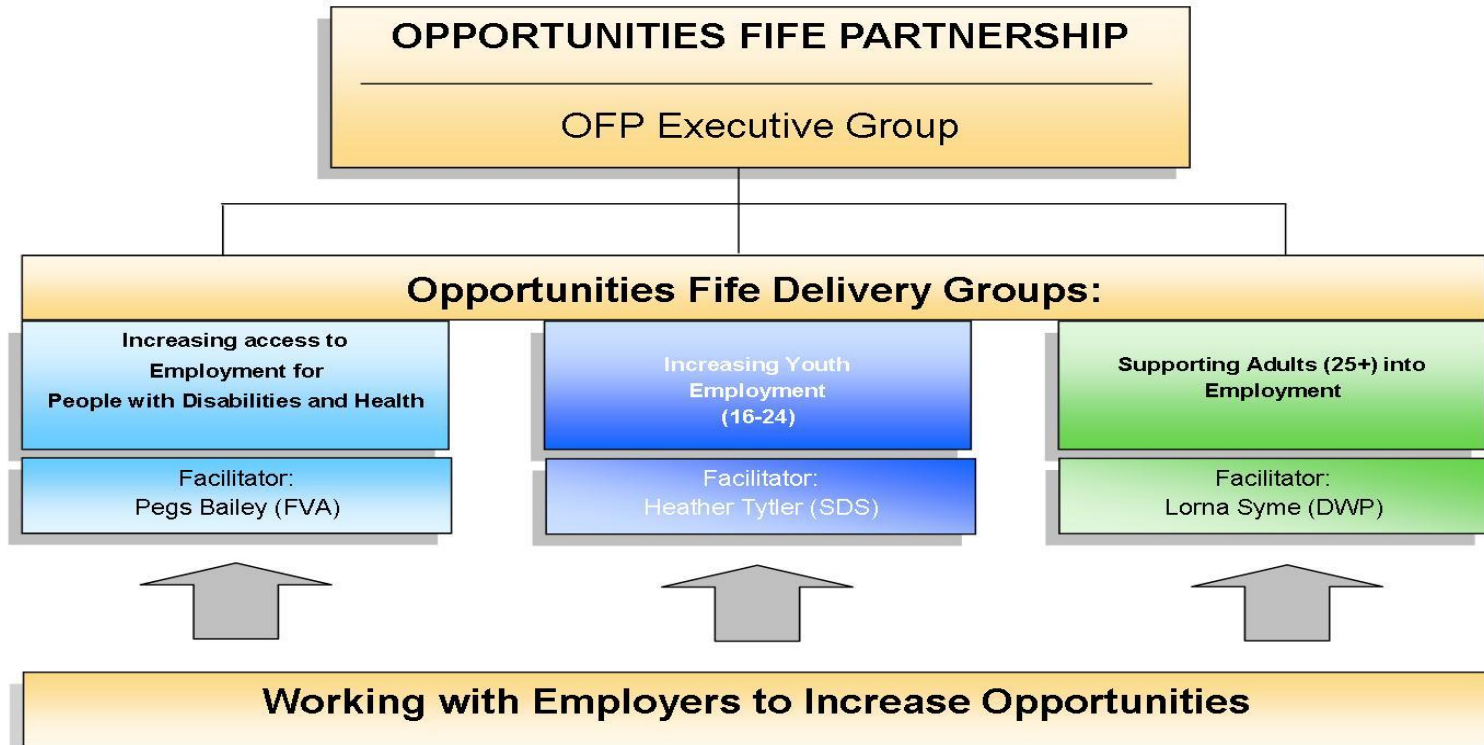 OPPORTUNITIES FIFE PARTNERSHIP
OFP Executive Group
Opportunities Fife Delivery Groups:
Increasing access to
Employment for
People with Disabilities and Health
Facilitator:
Pegs Bailey (FVA)
Increasing Youth
Employment
(16-24)
Facilitator:
Heather Tytler (SDS)
Supporting Adults (25+) into
Employment
Facilitator:
Lorna Syme (DWP)
Working with Employers to Increase Opportunities